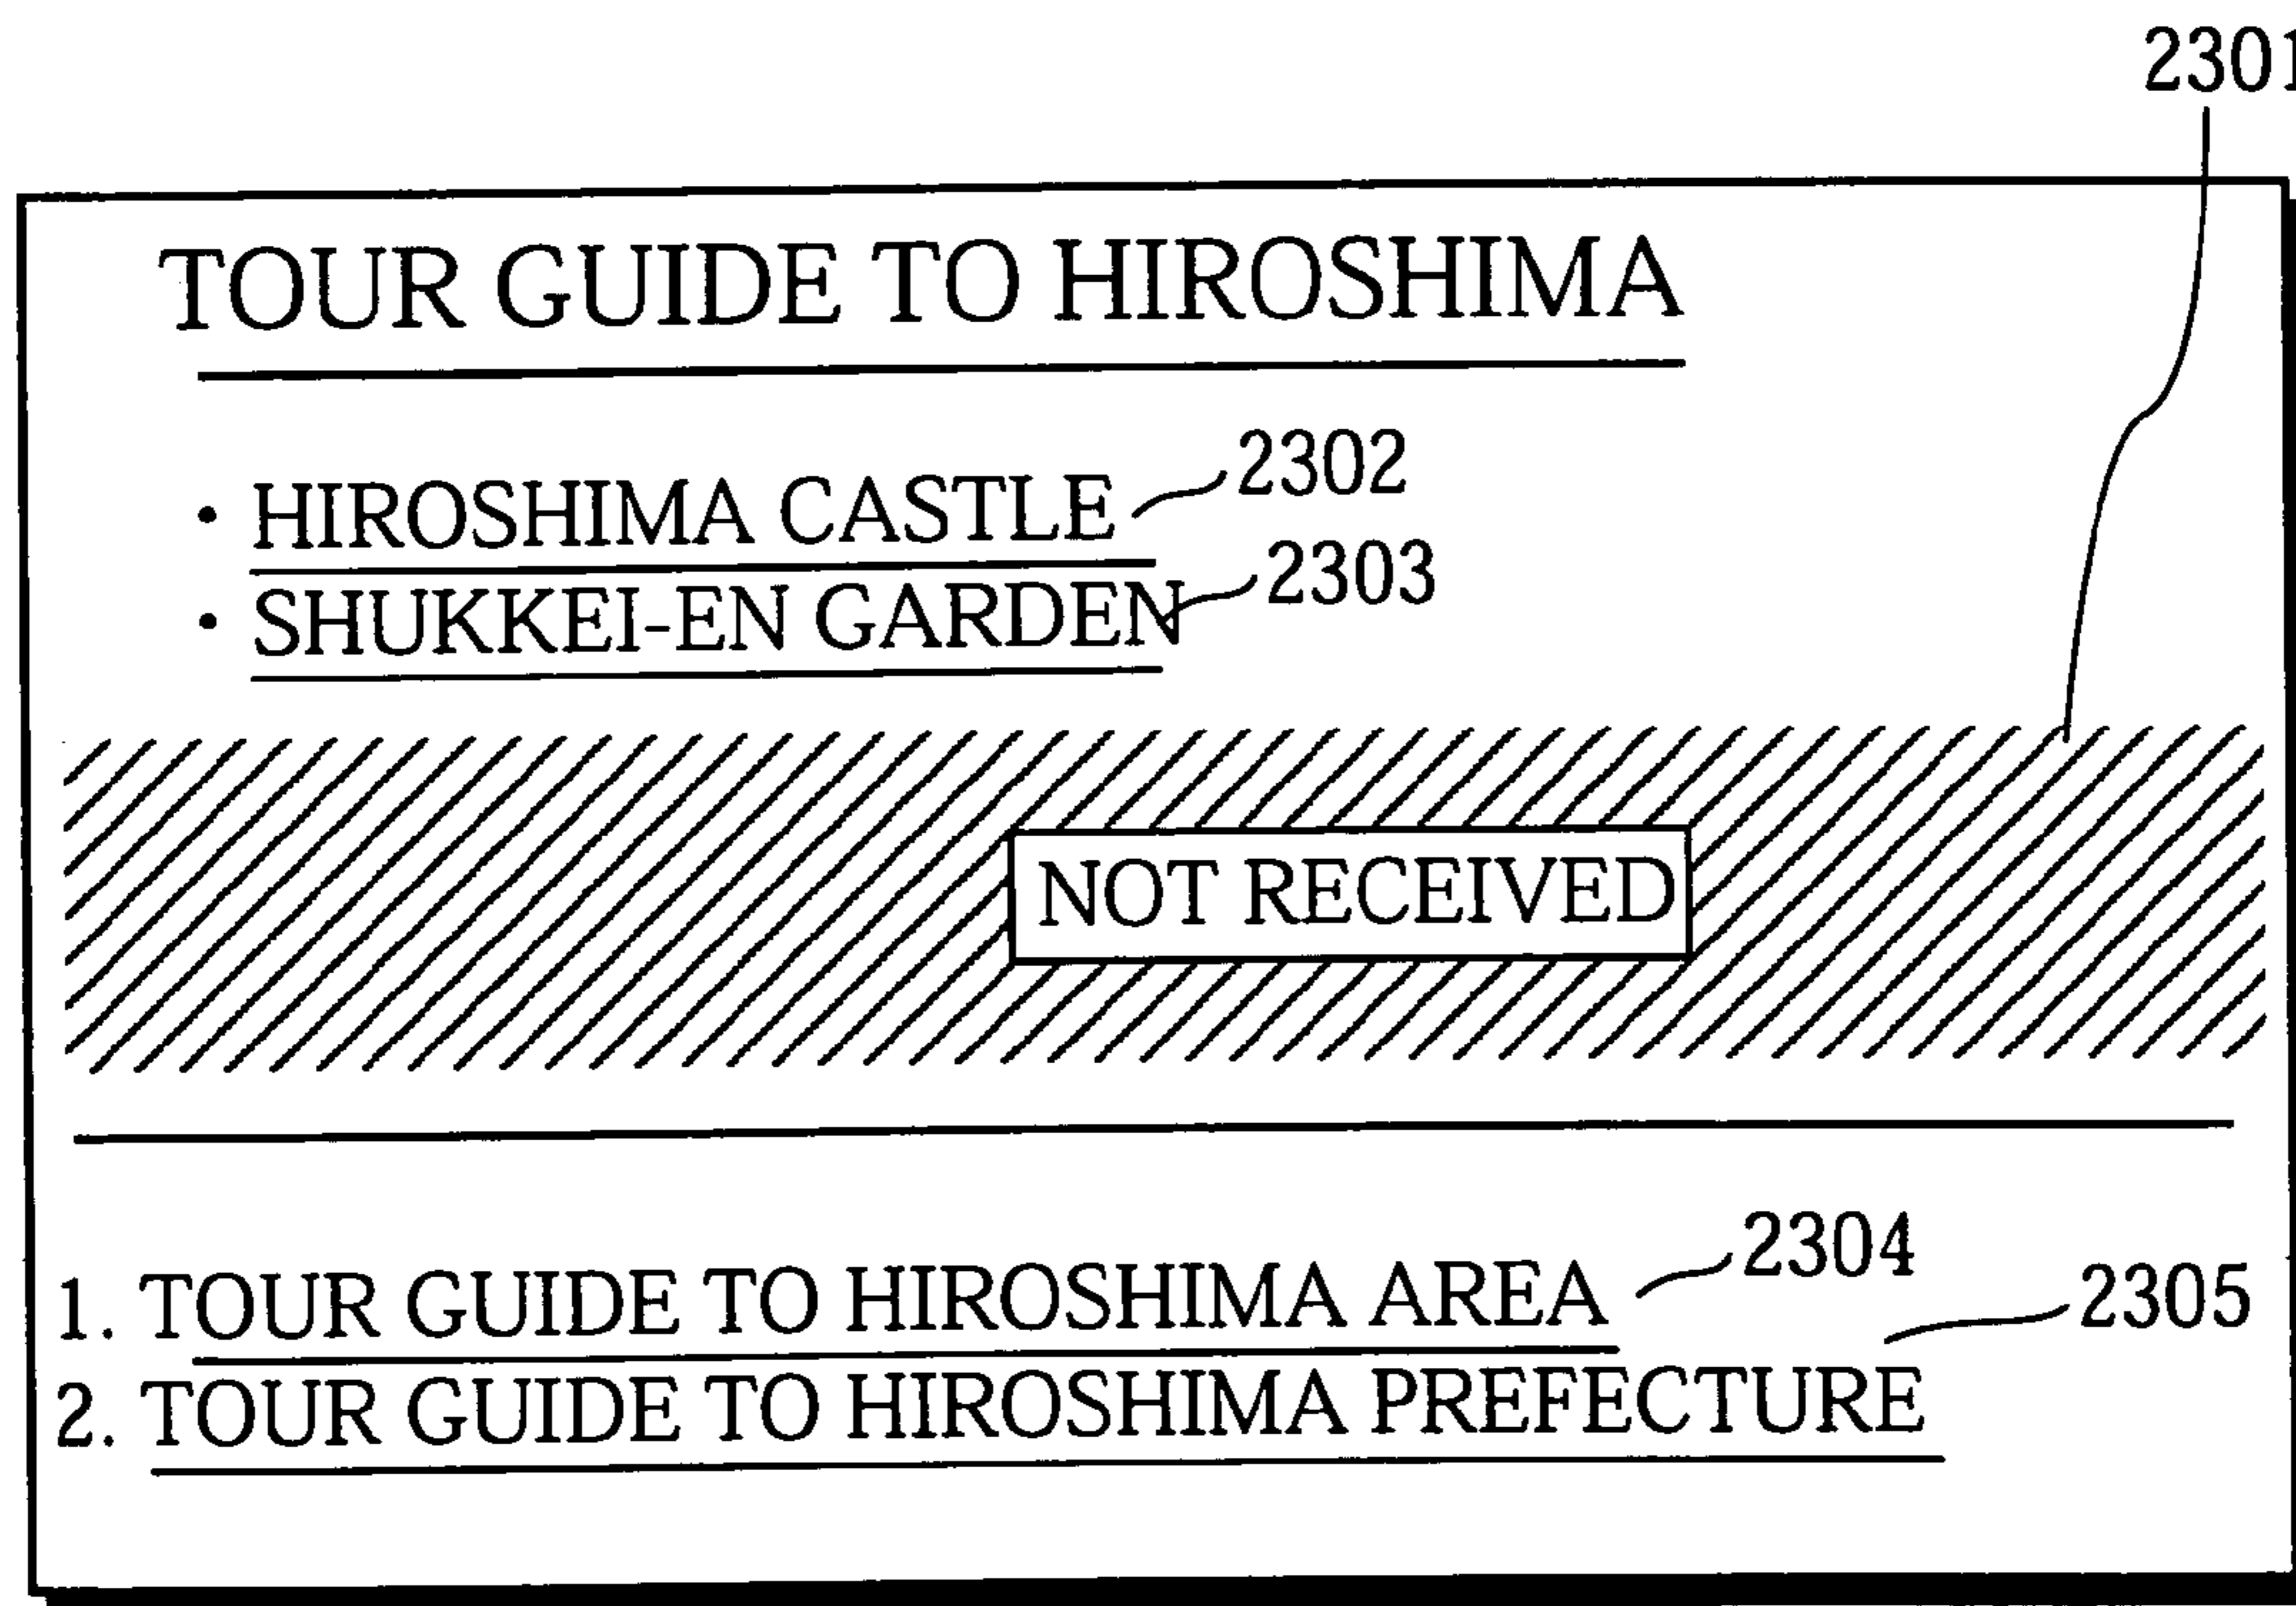 2301
TOUR GUIDE TO HIROSHIMA
• HIROSHIMA CASTLE 2302
• SHUKKEI-EN GARDEN 2303
NOT RECEIVED
1. TOUR GUIDE TO HIROSHIMA AREA 2304
2. TOUR GUIDE TO HIROSHIMA PREFECTURE 2305